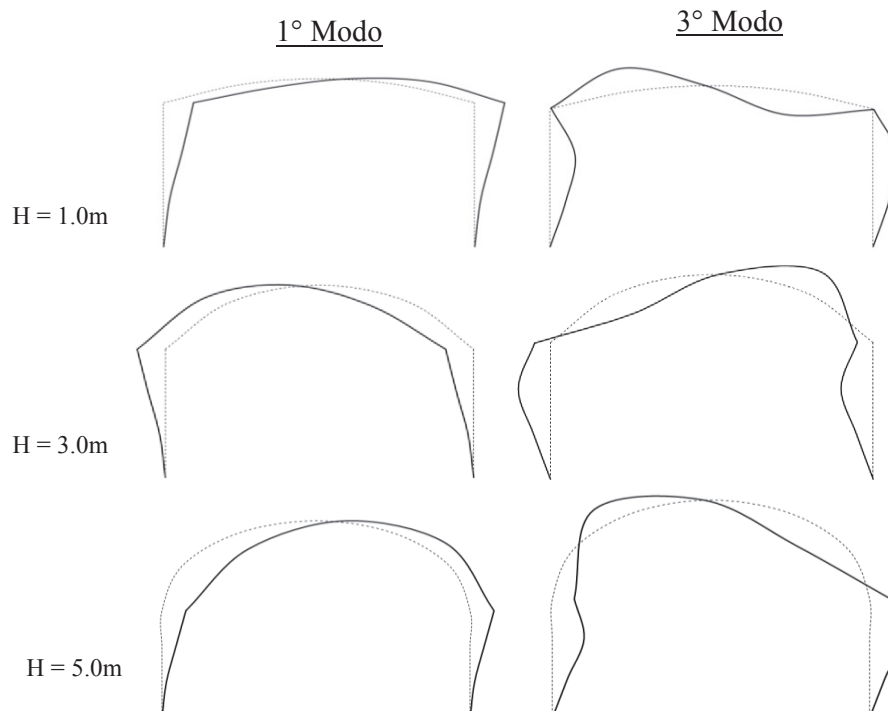 1° Modo
3° Modo
H = 1.0m
H = 3.0m
H = 5.0m